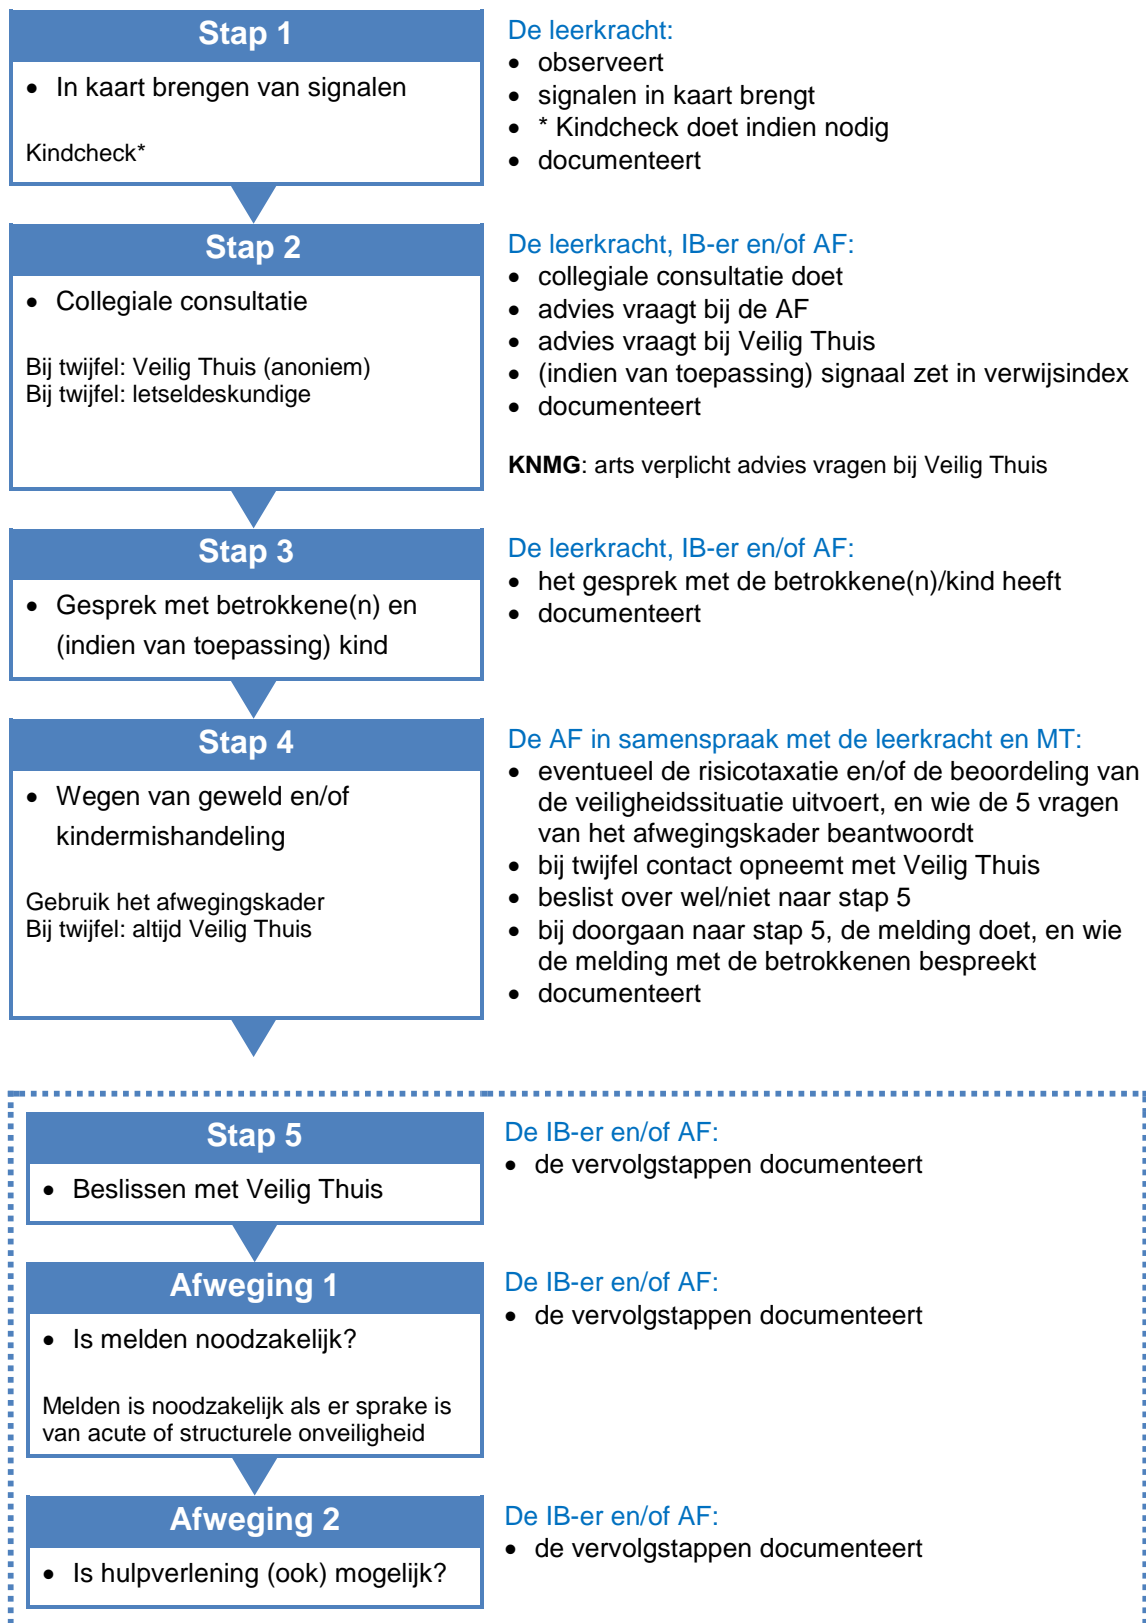 Stap 1
• In kaart brengen van signalen
Kindcheck*
De leerkracht:
• observeert
• signalen in kaart brengt
• * Kindcheck doet indien nodig
• documenteert
Stap 2
• Collegiale consultatie
Bij twijfel: Veilig Thuis (anoniem)
Bij twijfel: letseldeskundige
De leerkracht, IB-er en/of AF:
• collegiale consultatie doet
• advies vraagt bij de AF
• advies vraagt bij Veilig Thuis
• (indien van toepassing) signaal zet in verwijsindex
• documenteert
KNMG: arts verplicht advies vragen bij Veilig Thuis
Stap 3
• Gesprek met betrokkene(n) en
(indien van toepassing) kind
De leerkracht, IB-er en/of AF:
• het gesprek met de betrokkene(n)/kind heeft
• documenteert
Stap 4
• Wegen van geweld en/of
kindermishandeling
Gebruik het afwegingskader
Bij twijfel: altijd Veilig Thuis
De AF in samenspraak met de leerkracht en MT:
• eventueel de risicotaxatie en/of de beoordeling van
de veiligheidssituatie uitvoert, en wie de 5 vragen
van het afwegingskader beantwoordt
• bij twijfel contact opneemt met Veilig Thuis
• beslist over wel/niet naar stap 5
• bij doorgaan naar stap 5, de melding doet, en wie
de melding met de betrokkenen bespreekt
• documenteert
Stap 5
• Beslissen met Veilig Thuis
De IB-er en/of AF:
• de vervolgstappen documenteert
Afweging 1
• Is melden noodzakelijk?
Melden is noodzakelijk als er sprake is
van acute of structurele onveiligheid
De IB-er en/of AF:
• de vervolgstappen documenteert
Afweging 2
• Is hulpverlening (ook) mogelijk?
De IB-er en/of AF:
• de vervolgstappen documenteert